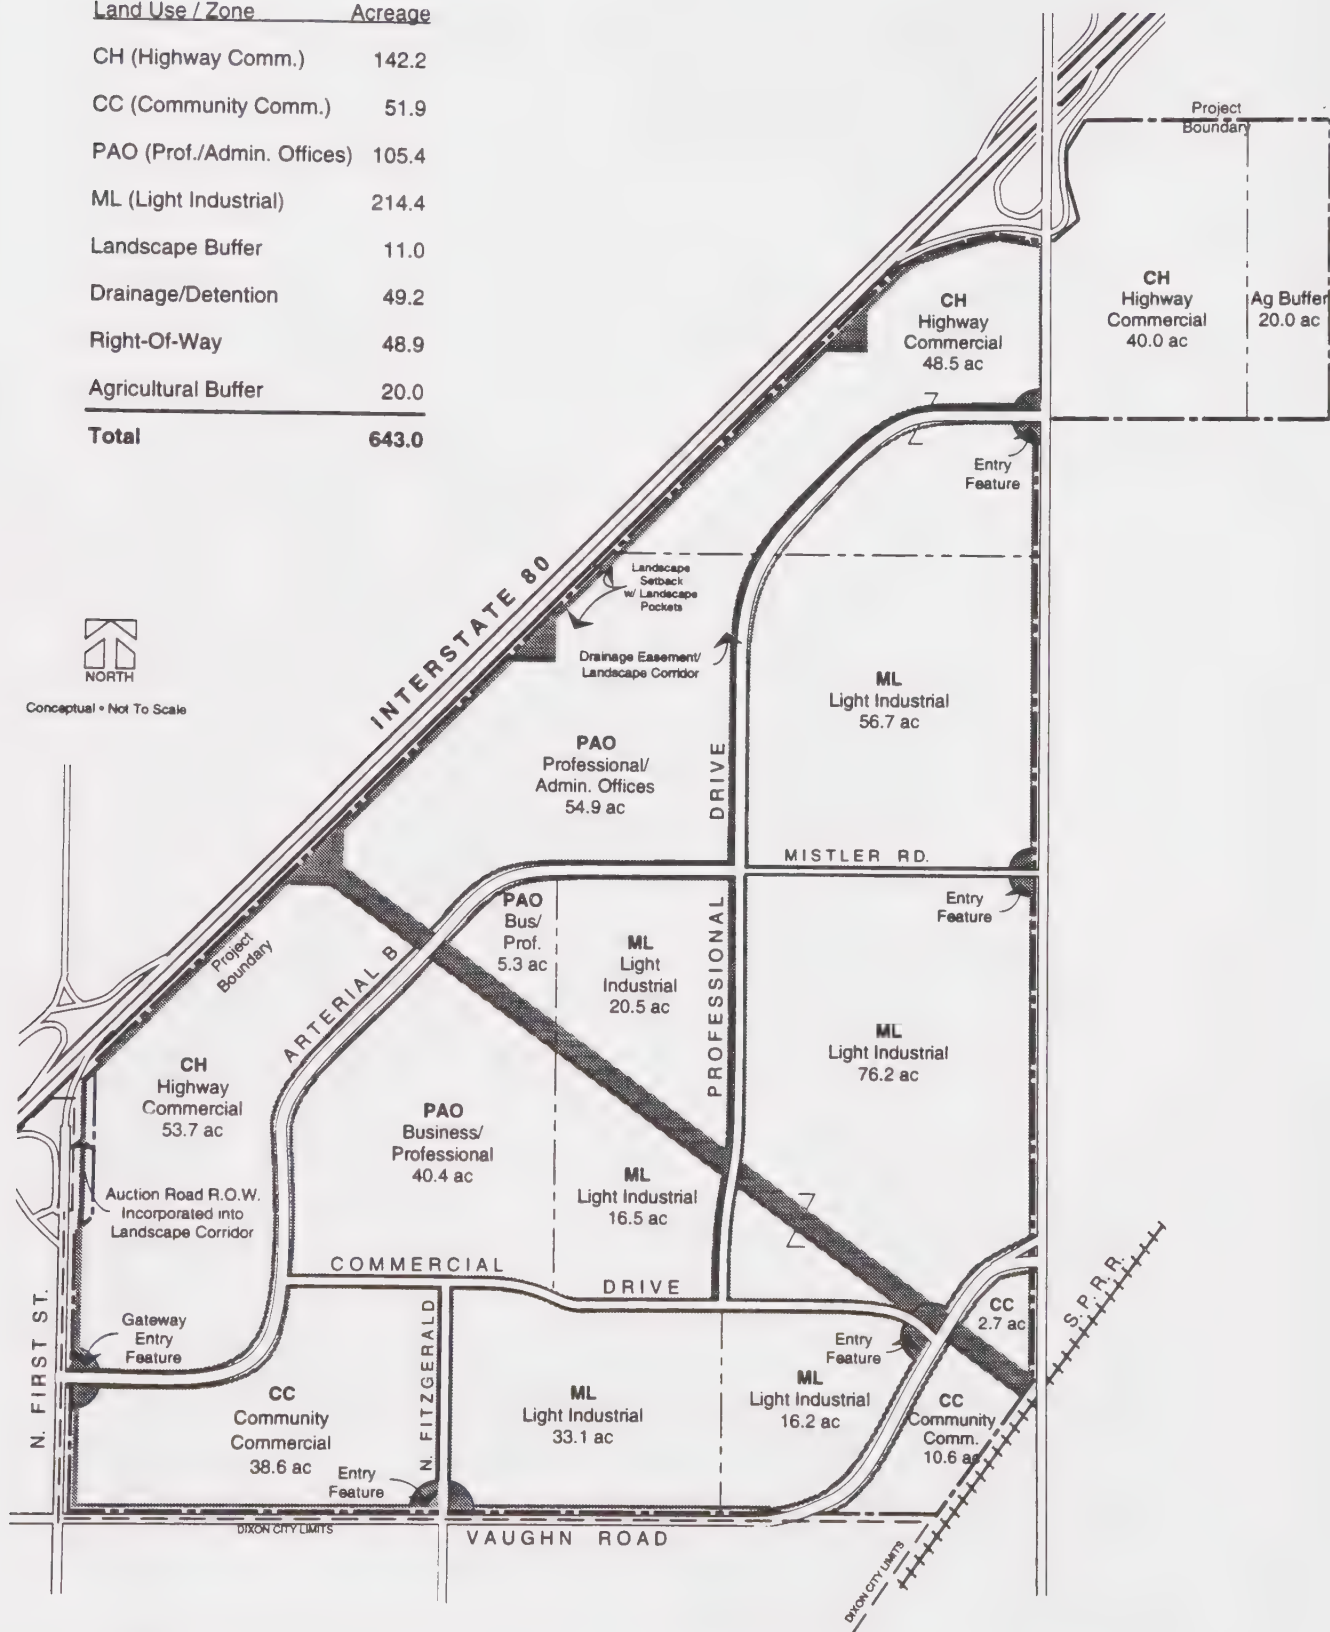 Land Use / Zone Acreage
CH (Highway Comm.) 142.2
CC (Community Comm.) 51.9
PAO (Prof./Admin. Offices) 105.4
ML (Light Industrial) 214.4
Landscape Buffer 11.0
Drainage/Detention 49.2
Right-Of-Way 48.9
Agricultural Buffer 20.0
Total 643.0
Project
Boundary
CH
Highway
Commercial
40.0 ac
Ag Buffer
20.0 ac
CH
Highway
Commercial
48.5 ac
Entry
Feature
INTERSTATE 80
Landscape
Setback
w/ Landscape
Pockets
Drainage Easement/
Landscape Corridor
NORTH
Conceptual • Not To Scale
ML
Light Industrial
56.7 ac
PAO
Professional/
Admin. Offices
54.9 ac
DRIVE
MISTLER RD.
Entry
Feature
PAO
Bus/
Prof.
5.3 ac
ML
Light
Industrial
20.5 ac
PROFESSIONAL
Project
Boundary
ARTERIAL B
ML
Light Industrial
76.2 ac
CH
Highway
Commercial
53.7 ac
PAO
Business/
Professional
40.4 ac
ML
Light Industrial
16.5 ac
Auction Road R.O.W.
Incorporated into
Landscape Corridor
COMMERCIAL
DRIVE
S.P.R.R.
CC
2.7 ac
N. FIRST ST.
Gateway
Entry
Feature
N. FITZGERALD
Entry
Feature
CC
Community
Commercial
38.6 ac
ML
Light Industrial
33.1 ac
ML
Light Industrial
16.2 ac
CC
Community
Comm.
10.6 ac
Entry
Feature
DIXON CITY LIMITS
VAUGHN ROAD
DIXON CITY LIMITS